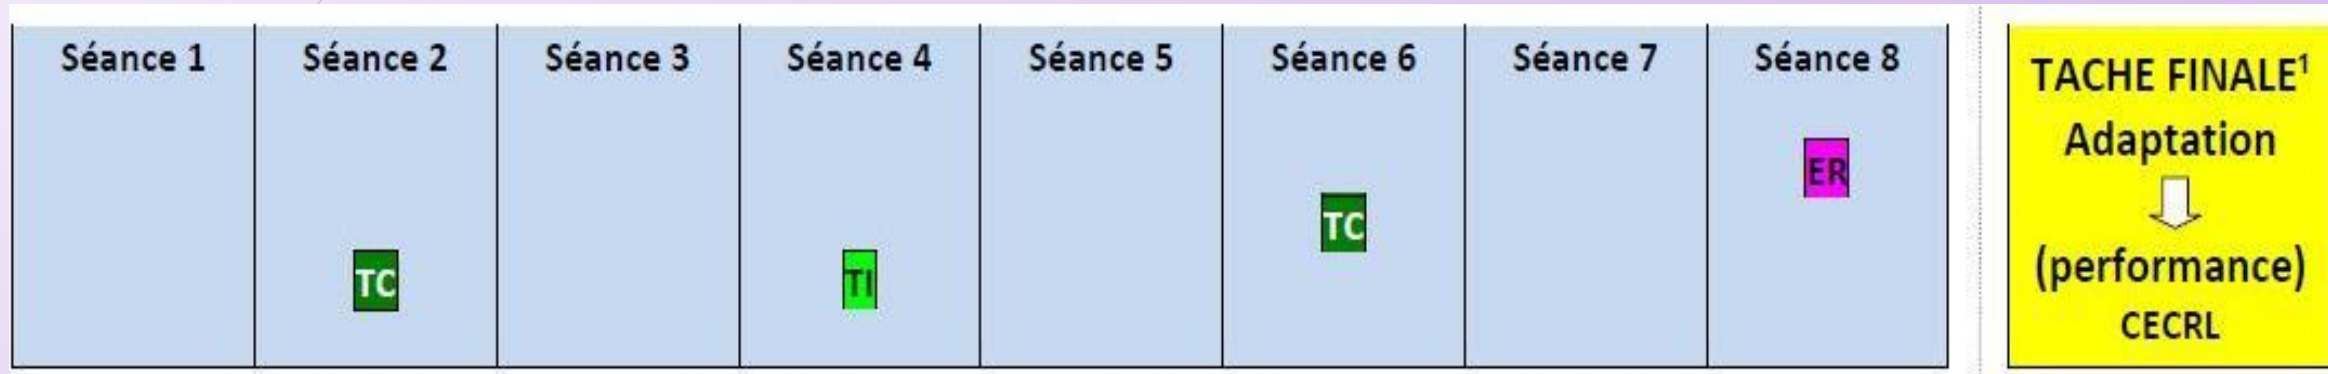 Séance 1
Séance 2
Séance 3
Séance 4
Séance 5
Séance 6
Séance 7
Séance 8
TC
TI
TC
ER
TACHE FINALE¹
Adaptation
(performance)
CECRL